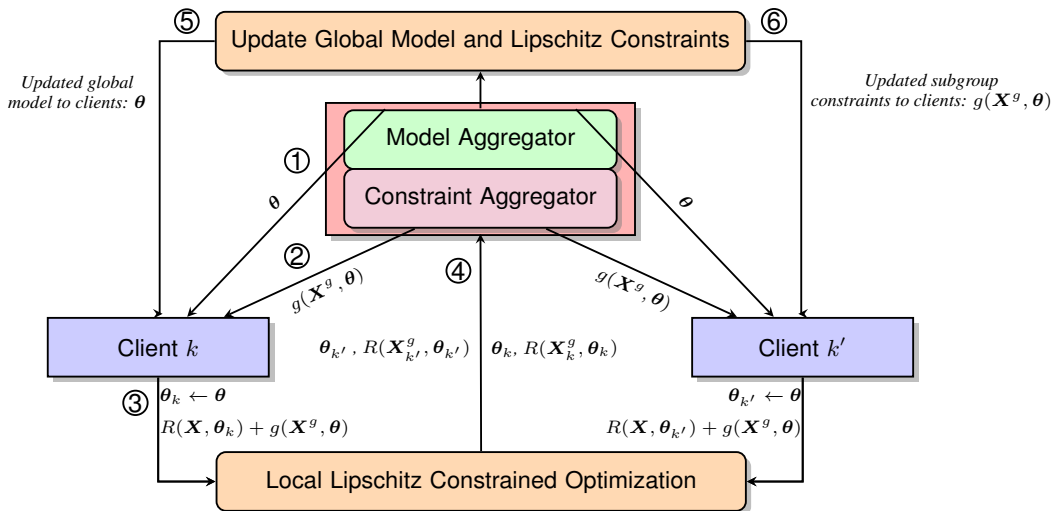 ⑤
⑥
Update Global Model and Lipschitz Constraints
Updated global
model to clients: θ
Updated subgroup
constraints to clients: g(X^g, θ)
Model Aggregator
①
Constraint Aggregator
θ
θ
②
④
g(X^g, θ)
g(X^g, θ)
Client k
θ_{k′}, R(X^g_{k′}, θ_{k′})
θ_k, R(X^g_k, θ_k)
Client k′
③
θ_k ← θ
θ_{k′} ← θ
R(X, θ_k) + g(X^g, θ)
R(X, θ_{k′}) + g(X^g, θ)
Local Lipschitz Constrained Optimization